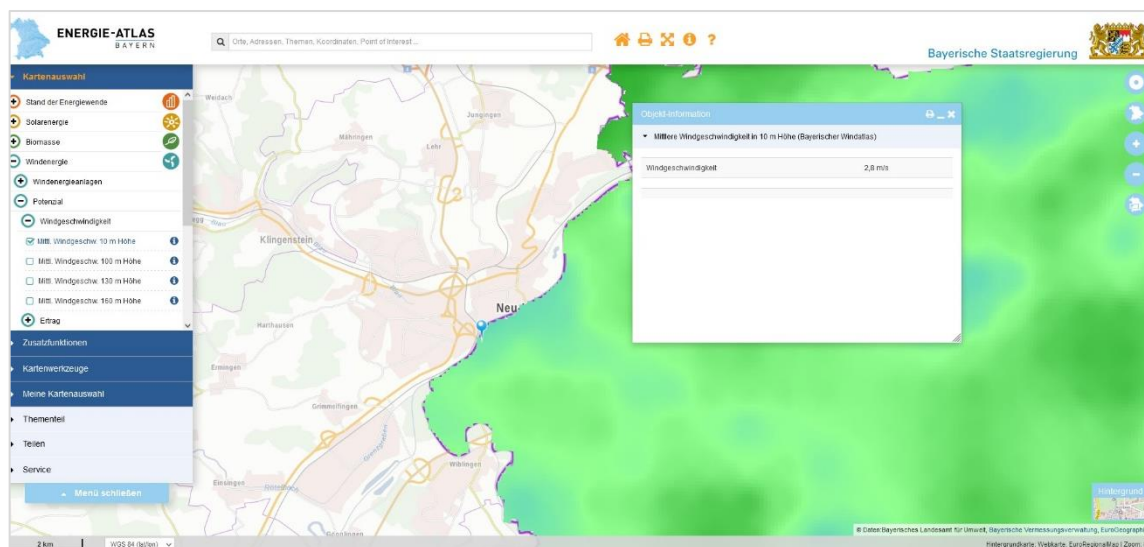 ENERGIE-ATLAS
BAYERN
Orte, Adressen, Themen, Koordinaten, Point of Interest ...
Bayerische Staatsregierung
Kartenauswahl
Stand der Energiewende
Solarenergie
Biomasse
Windenergie
Windenergieanlagen
Potenzial
Windgeschwindigkeit
Mittl. Windgeschw. 10 m Höhe
Mittl. Windgeschw. 100 m Höhe
Mittl. Windgeschw. 130 m Höhe
Mittl. Windgeschw. 160 m Höhe
Ertrag
Zusatzfunktionen
Kartenwerkzeuge
Meine Kartenauswahl
Thementeil
Teilen
Service
Menü schließen
Weidach
Mähringen
Lehr
Jungingen
Klingenstein
Neu
Harthausen
Ermingen
Grimmelfingen
Einsingen
Wiblingen
Objekt-Information
Mittlere Windgeschwindigkeit in 10 m Höhe (Bayerischer Windatlas)
Windgeschwindigkeit 2,8 m/s
Hintergrund
© Daten:Bayerisches Landesamt für Umwelt, Bayerische Vermessungsverwaltung, EuroGeographi
2 km WGS 84 (lat/lon)
Hintergrundkarte: Webkarte, EuroRegionalMap | Zoom